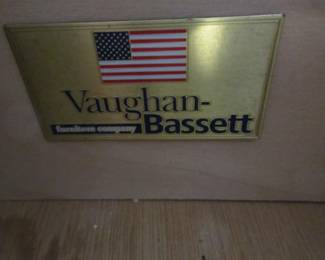 Vaughan-
furniture company Bassett